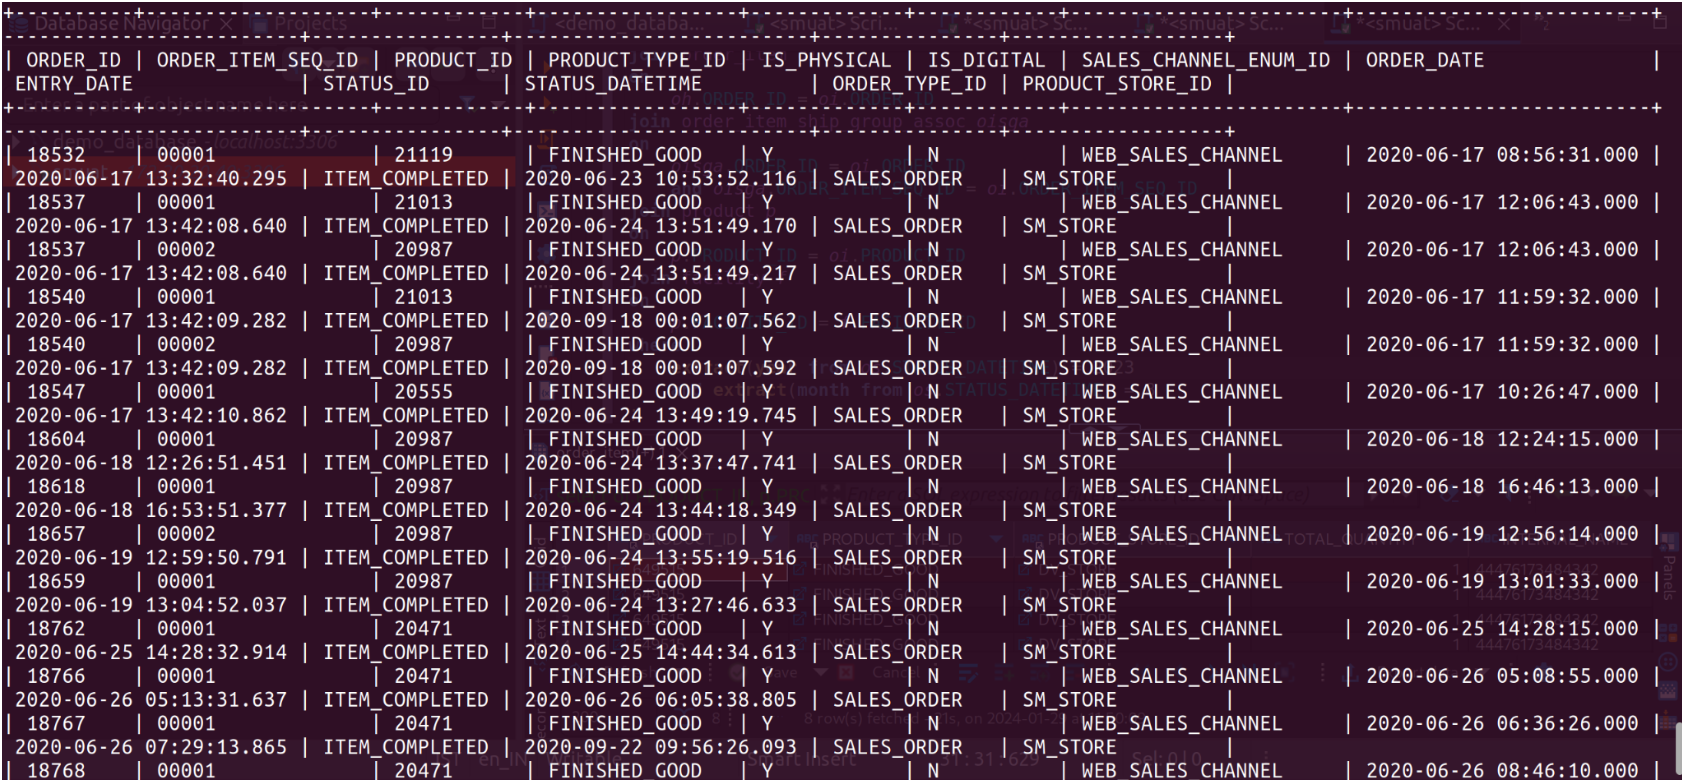 | ORDER_ID | ORDER_ITEM_SEQ_ID | PRODUCT_ID | PRODUCT_TYPE_ID | IS_PHYSICAL | IS_DIGITAL | SALES_CHANNEL_ENUM_ID | ORDER_DATE |
ENTRY_DATE | STATUS_ID | STATUS_DATETIME | ORDER_TYPE_ID | PRODUCT_STORE_ID |
| 18532 | 00001 | 21119 | FINISHED_GOOD | Y | N | WEB_SALES_CHANNEL | 2020-06-17 08:56:31.000 |
2020-06-17 13:32:40.295 | ITEM_COMPLETED | 2020-06-23 10:53:52.116 | SALES_ORDER | SM_STORE |
| 18537 | 00001 | 21013 | FINISHED_GOOD | Y | N | WEB_SALES_CHANNEL | 2020-06-17 12:06:43.000 |
2020-06-17 13:42:08.640 | ITEM_COMPLETED | 2020-06-24 13:51:49.170 | SALES_ORDER | SM_STORE |
| 18537 | 00002 | 20987 | FINISHED_GOOD | Y | N | WEB_SALES_CHANNEL | 2020-06-17 12:06:43.000 |
2020-06-17 13:42:08.640 | ITEM_COMPLETED | 2020-06-24 13:51:49.217 | SALES_ORDER | SM_STORE |
| 18540 | 00001 | 21013 | FINISHED_GOOD | Y | N | WEB_SALES_CHANNEL | 2020-06-17 11:59:32.000 |
2020-06-17 13:42:09.282 | ITEM_COMPLETED | 2020-09-18 00:01:07.562 | SALES_ORDER | SM_STORE |
| 18540 | 00002 | 20987 | FINISHED_GOOD | Y | N | WEB_SALES_CHANNEL | 2020-06-17 11:59:32.000 |
2020-06-17 13:42:09.282 | ITEM_COMPLETED | 2020-09-18 00:01:07.592 | SALES_ORDER | SM_STORE |
| 18547 | 00001 | 20555 | FINISHED_GOOD | Y | N | WEB_SALES_CHANNEL | 2020-06-17 10:26:47.000 |
2020-06-17 13:42:10.862 | ITEM_COMPLETED | 2020-06-24 13:49:19.745 | SALES_ORDER | SM_STORE |
| 18604 | 00001 | 20987 | FINISHED_GOOD | Y | N | WEB_SALES_CHANNEL | 2020-06-18 12:24:15.000 |
2020-06-18 12:26:51.451 | ITEM_COMPLETED | 2020-06-24 13:37:47.741 | SALES_ORDER | SM_STORE |
| 18618 | 00001 | 20987 | FINISHED_GOOD | Y | N | WEB_SALES_CHANNEL | 2020-06-18 16:46:13.000 |
2020-06-18 16:53:51.377 | ITEM_COMPLETED | 2020-06-24 13:44:18.349 | SALES_ORDER | SM_STORE |
| 18657 | 00002 | 20987 | FINISHED_GOOD | Y | N | WEB_SALES_CHANNEL | 2020-06-19 12:56:14.000 |
2020-06-19 12:59:50.791 | ITEM_COMPLETED | 2020-06-24 13:55:19.516 | SALES_ORDER | SM_STORE |
| 18659 | 00001 | 20987 | FINISHED_GOOD | Y | N | WEB_SALES_CHANNEL | 2020-06-19 13:01:33.000 |
2020-06-19 13:04:52.037 | ITEM_COMPLETED | 2020-06-24 13:27:46.633 | SALES_ORDER | SM_STORE |
| 18762 | 00001 | 20471 | FINISHED_GOOD | Y | N | WEB_SALES_CHANNEL | 2020-06-25 14:28:15.000 |
2020-06-25 14:28:32.914 | ITEM_COMPLETED | 2020-06-25 14:44:34.613 | SALES_ORDER | SM_STORE |
| 18766 | 00001 | 20471 | FINISHED_GOOD | Y | N | WEB_SALES_CHANNEL | 2020-06-26 05:08:55.000 |
2020-06-26 05:13:31.637 | ITEM_COMPLETED | 2020-06-26 06:05:38.805 | SALES_ORDER | SM_STORE |
| 18767 | 00001 | 20471 | FINISHED_GOOD | Y | N | WEB_SALES_CHANNEL | 2020-06-26 06:36:26.000 |
2020-06-26 07:29:13.865 | ITEM_COMPLETED | 2020-09-22 09:56:26.093 | SALES_ORDER | SM_STORE |
| 18768 | 00001 | 20471 | FINISHED_GOOD | Y | N | WEB_SALES_CHANNEL | 2020-06-26 08:46:10.000 |